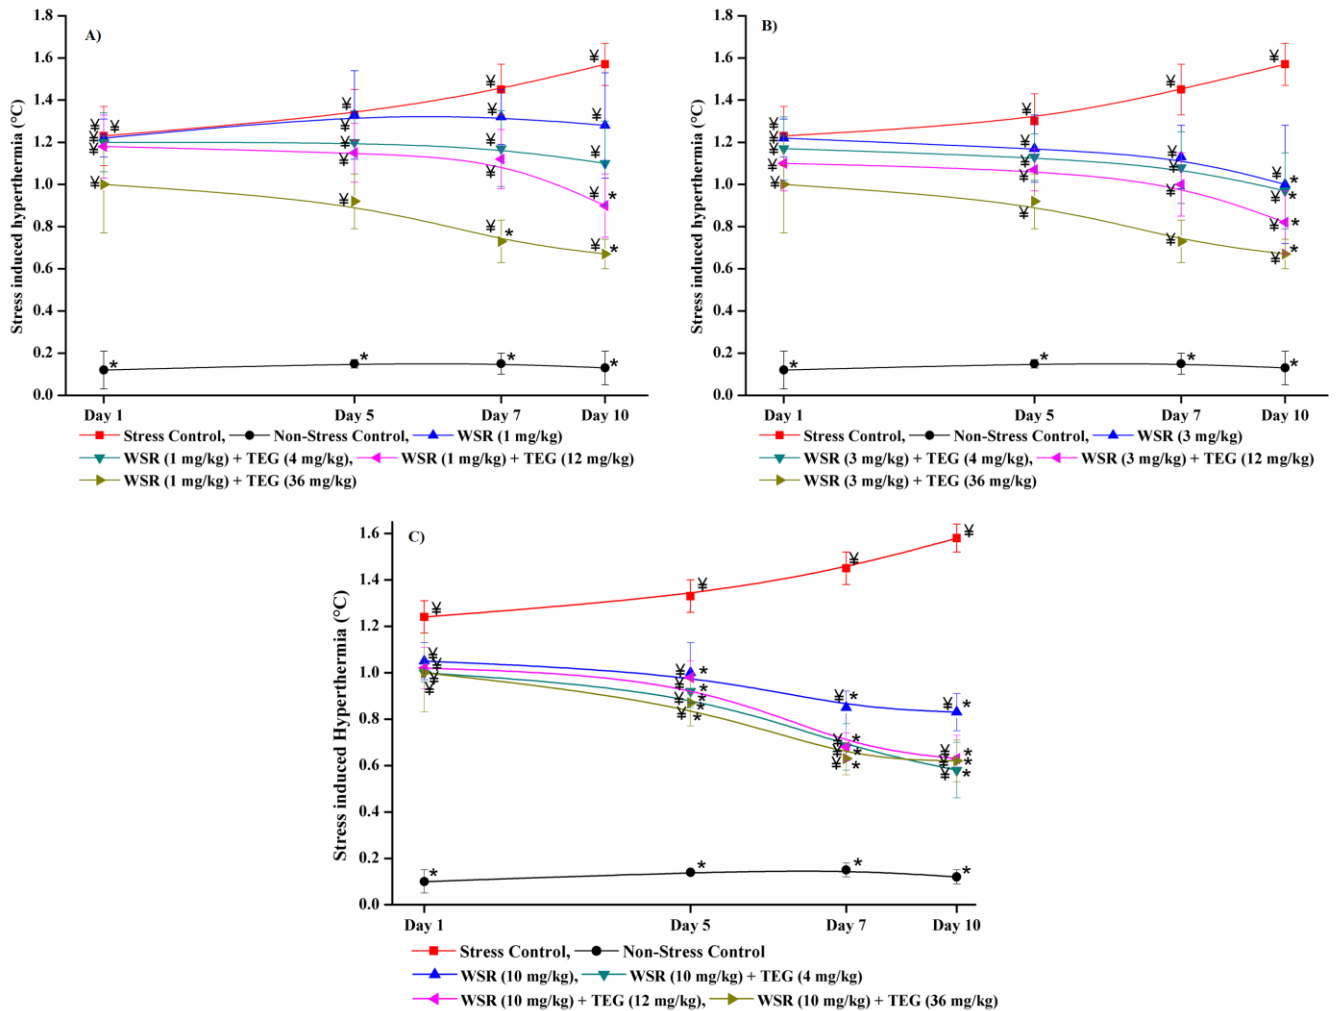 A)
Stress induced hyperthermia (°C)
1.8
1.6
1.4
1.2
1.0
0.8
0.6
0.4
0.2
0.0
¥ ¥ ¥ ¥ ¥
¥ ¥ ¥ ¥
¥ ¥ ¥ ¥ *
¥ ¥ ¥ * ¥ *
* * * *
Day 1 Day 5 Day 7 Day 10
Stress Control, Non-Stress Control, WSR (1 mg/kg)
WSR (1 mg/kg) + TEG (4 mg/kg), WSR (1 mg/kg) + TEG (12 mg/kg)
WSR (1 mg/kg) + TEG (36 mg/kg)
B)
Stress induced hyperthermia (°C)
1.8
1.6
1.4
1.2
1.0
0.8
0.6
0.4
0.2
0.0
¥ ¥ ¥ ¥
¥ ¥ ¥ ¥ *
¥ ¥ ¥ ¥ *
¥ ¥ ¥ ¥ *
¥ ¥ ¥ ¥ *
* * * *
Day 1 Day 5 Day 7 Day 10
Stress Control, Non-Stress Control, WSR (3 mg/kg)
WSR (3 mg/kg) + TEG (4 mg/kg), WSR (3 mg/kg) + TEG (12 mg/kg)
WSR (3 mg/kg) + TEG (36 mg/kg)
C)
Stress induced Hyperthermia (°C)
1.6
1.4
1.2
1.0
0.8
0.6
0.4
0.2
0.0
¥ ¥ ¥ ¥
¥ ¥ * ¥ * ¥ *
¥ ¥ * ¥ * ¥ *
¥ ¥ * ¥ * ¥ *
¥ ¥ * ¥ * ¥ *
* * * *
Day 1 Day 5 Day 7 Day 10
Stress Control, Non-Stress Control
WSR (10 mg/kg), WSR (10 mg/kg) + TEG (4 mg/kg)
WSR (10 mg/kg) + TEG (12 mg/kg), WSR (10 mg/kg) + TEG (36 mg/kg)